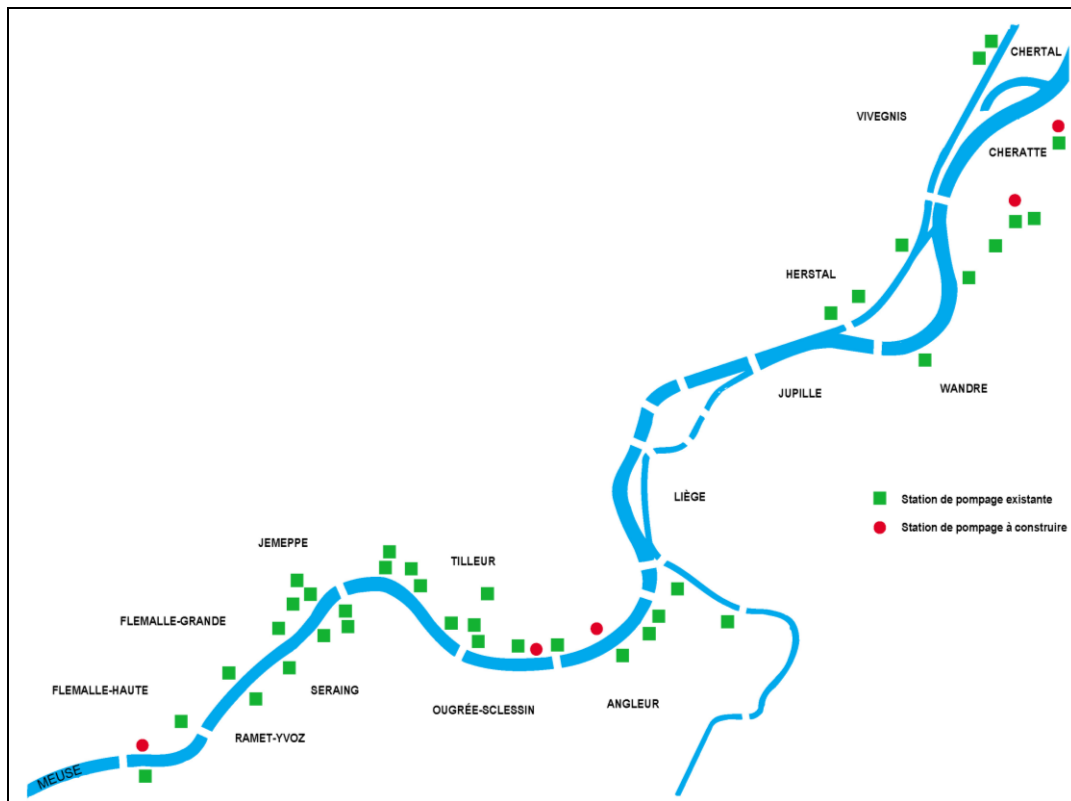 CHERTAL
VIVEGNIS
CHERATTE
HERSTAL
JUPILLE
WANDRE
LIÈGE
Station de pompage existante
Station de pompage à construire
JEMEPPE
TILLEUR
FLEMALLE-GRANDE
FLEMALLE-HAUTE
SERAING
OUGRÉE-SCLESSIN
ANGLEUR
RAMET-YVOZ
MEUSE